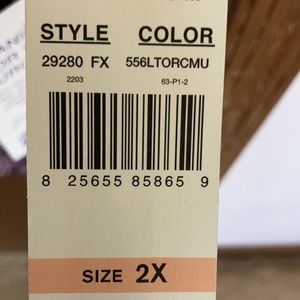 STYLE COLOR
29280 FX 556LTORCMU
2203 63-P1-2
8 25655 85865 9
SIZE 2X